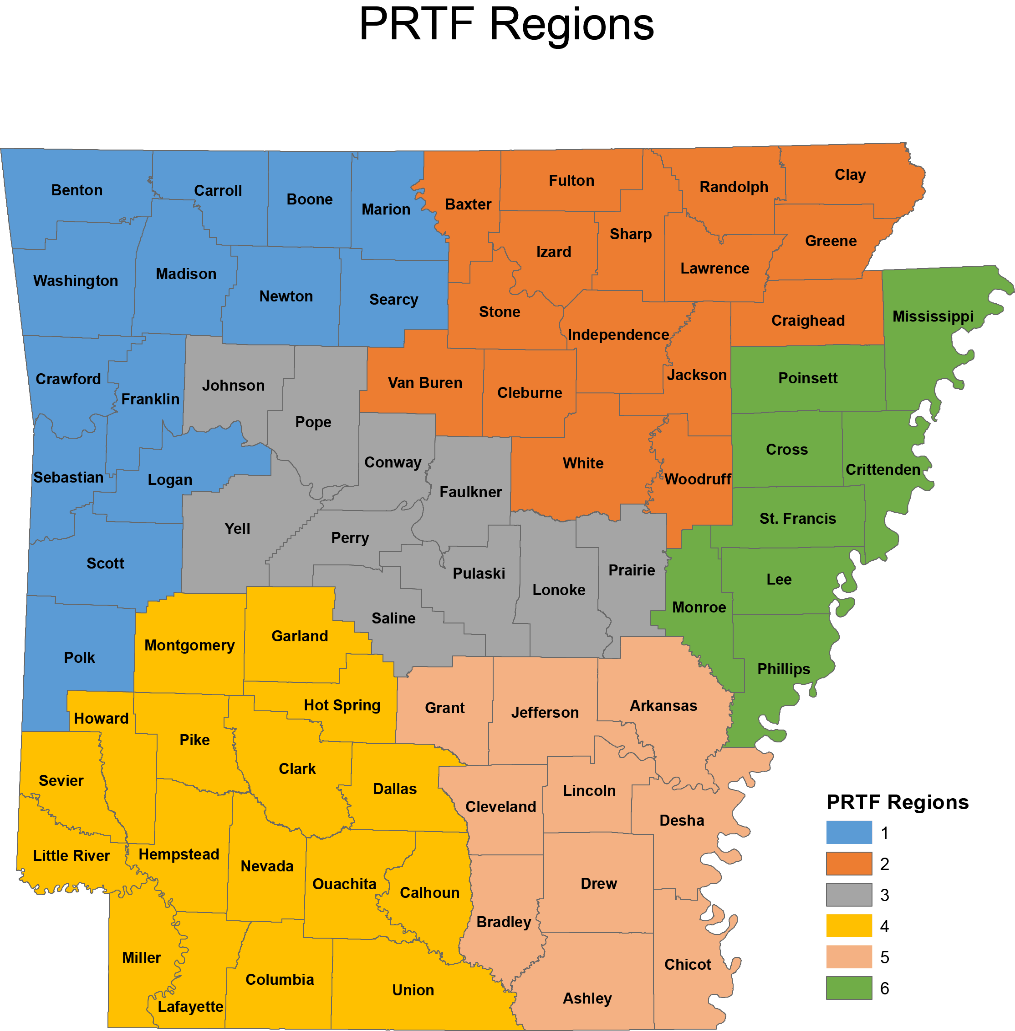 PRTF Regions
Benton
Carroll
Boone
Marion
Baxter
Fulton
Randolph
Clay
Izard
Sharp
Greene
Washington
Madison
Newton
Searcy
Stone
Lawrence
Independence
Craighead
Mississippi
Crawford
Franklin
Johnson
Pope
Van Buren
Cleburne
Jackson
Poinsett
Sebastian
Logan
Conway
Faulkner
White
Woodruff
Cross
Crittenden
Scott
Yell
Perry
Pulaski
Lonoke
Prairie
St. Francis
Lee
Monroe
Saline
Polk
Montgomery
Garland
Phillips
Howard
Pike
Hot Spring
Grant
Jefferson
Arkansas
Sevier
Clark
Dallas
Cleveland
Lincoln
Desha
Little River
Hempstead
Nevada
Ouachita
Calhoun
Bradley
Drew
Miller
Lafayette
Columbia
Union
Ashley
Chicot
PRTF Regions
1
2
3
4
5
6